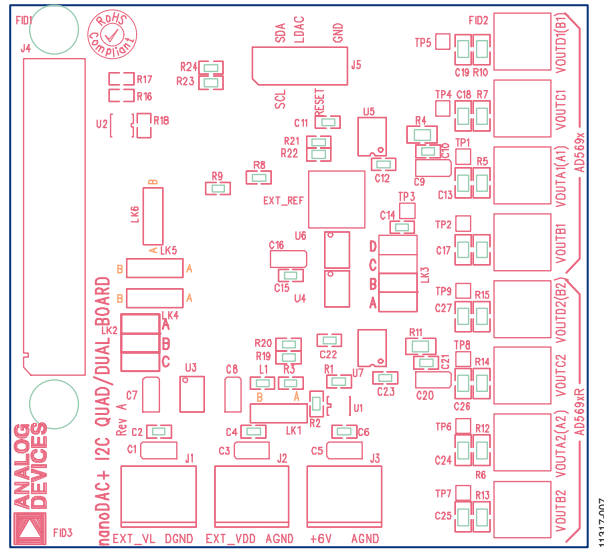 FID1
J4
RoHS
Compliant
SDA
LDAC
GND
J5
SCL
RESET
FID2
TP5
C19 R10
VOUTD1(B1)
R24
R23
R17
R16
U2
R18
C11
U5
R4
TP4
C18 R7
VOUTC1
R21
R22
C10
TP1
C12
C9
C13
R5
VOUTA1(A1)
AD569x
R8
R9
EXT_REF
TP3
C14
TP2
C17
VOUTB1
B
LK6
A
LK5
B A
C16
C15
U6
U4
D
C
B
A
LK3
B A
LK4
LK2
A
B
C
TP9
C27
R15
VOUTD2(B2)
R20
R19
C22
U7
R11
C21
C23
C20
TP8
R14
C26
VOUTC2
AD569xR
C7
U3
C8
L1 R3
R1
B A
LK1
R2
U1
C2
C4
C6
C1
C3
C5
TP6
R12
C24
R6
VOUTA2(A2)
TP7
R13
C25
VOUTB2
J1
J2
J3
EXT_VL DGND
EXT_VDD AGND
+6V AGND
nanoDAC+ I2C QUAD/DUAL BOARD
Rev A
ANALOG
DEVICES
FID3
11317-007